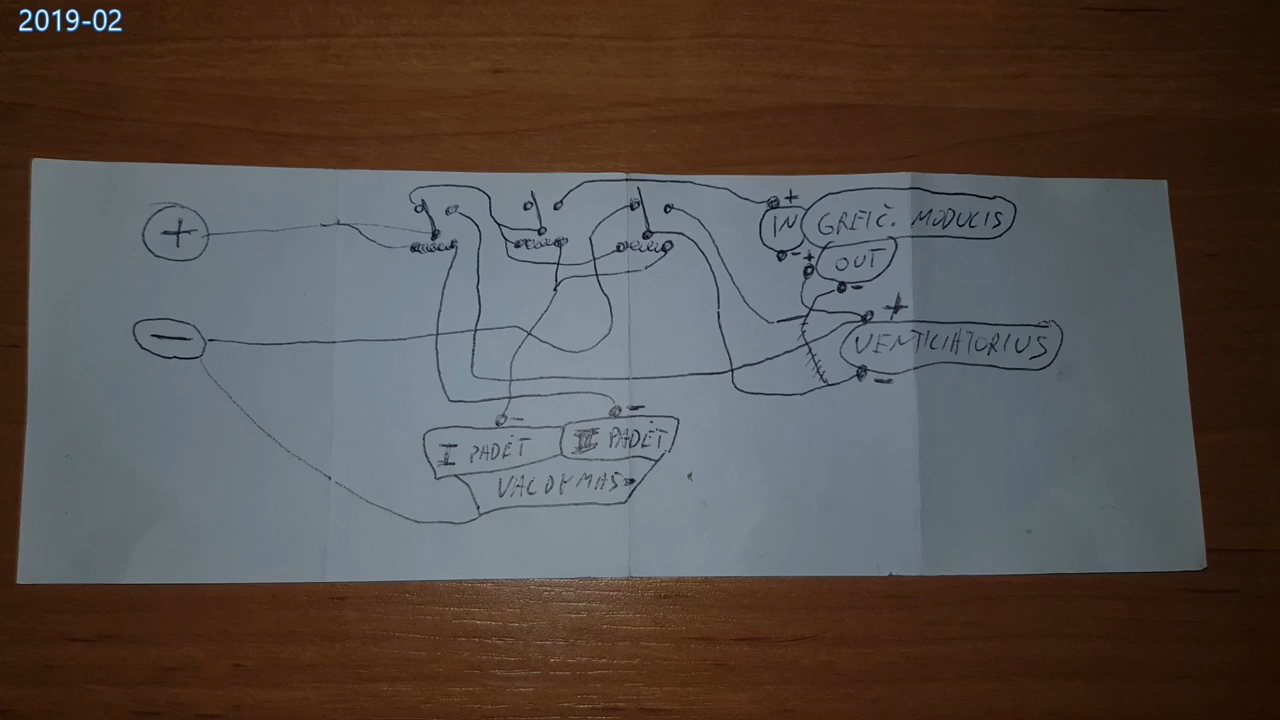 2019-02
+
IN GREIČ. MODULIS
+
-
+
OUT
-
+
-
VENTILIATORIUS
-
-
-
I PADĖT
II PADĖT
VALDYMAS